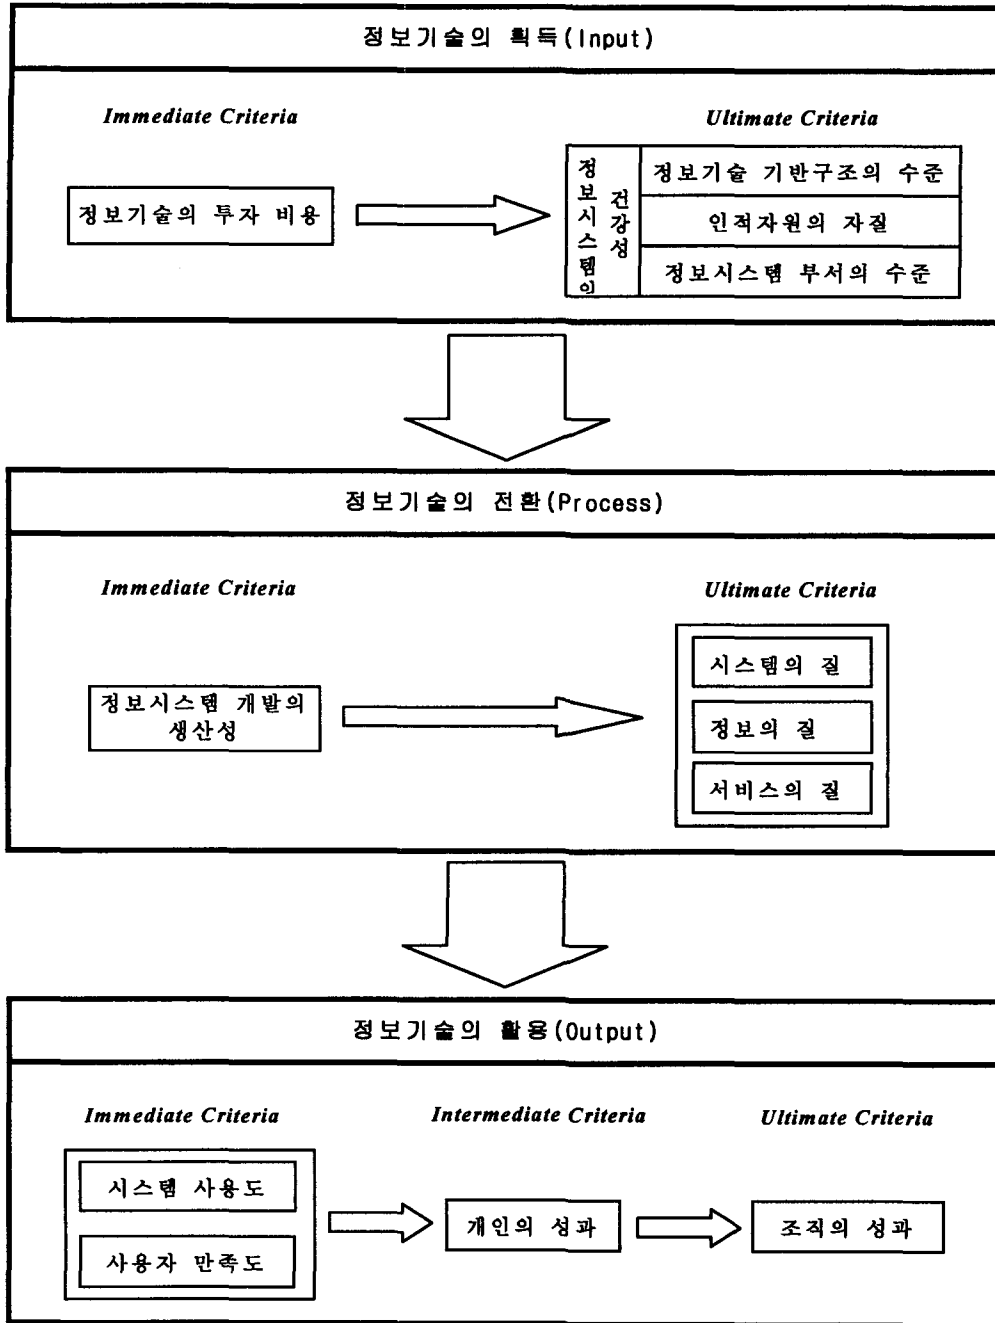 정보기술의 획득(Input)
Immediate Criteria
Ultimate Criteria
정보기술의 투자 비용
정보시스템의
건강성
정보기술 기반구조의 수준
인적자원의 자질
정보시스템 부서의 수준
정보기술의 전환(Process)
Immediate Criteria
Ultimate Criteria
정보시스템 개발의
생산성
시스템의 질
정보의 질
서비스의 질
정보기술의 활용(Output)
Immediate Criteria
Intermediate Criteria
Ultimate Criteria
시스템 사용도
사용자 만족도
개인의 성과
조직의 성과